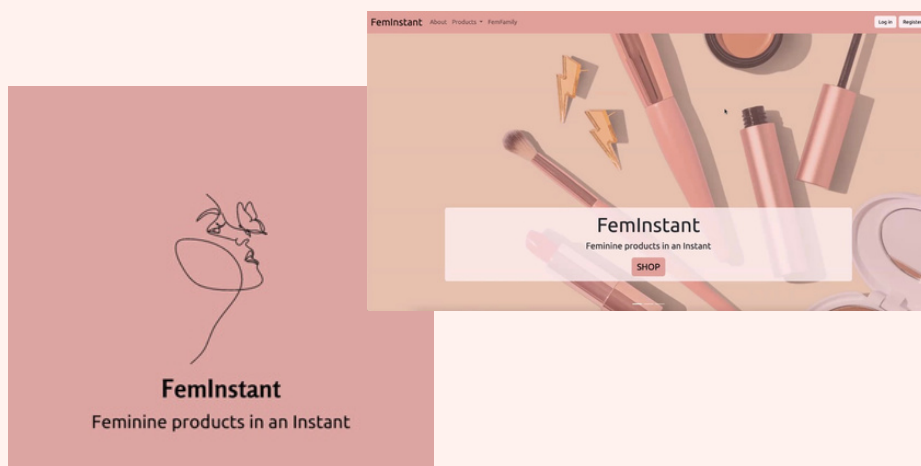 FemInstant About Products FemFamily Log in Register
FemInstant
Feminine products in an Instant
SHOP
FemInstant
Feminine products in an Instant